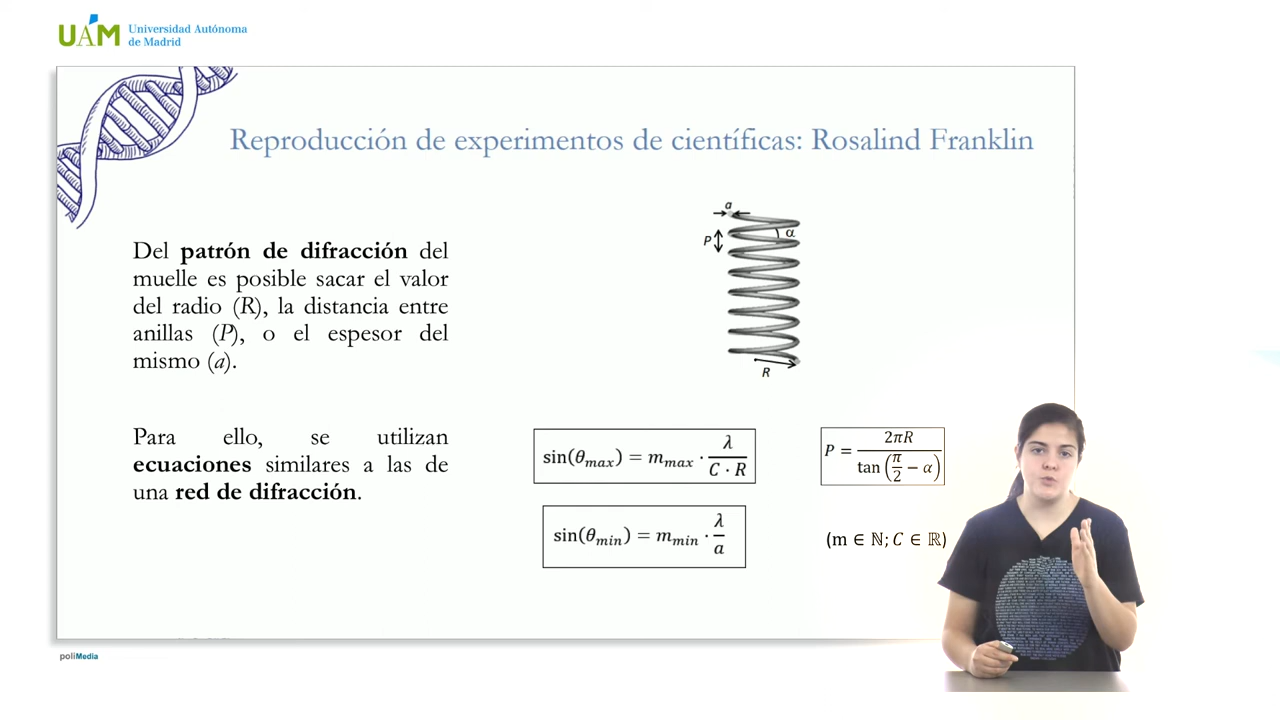 UAM Universidad Autónoma
de Madrid
Reproducción de experimentos de científicas: Rosalind Franklin
Del patrón de difracción del
muelle es posible sacar el valor
del radio (R), la distancia entre
anillas (P), o el espesor del
mismo (a).
Para ello, se utilizan
ecuaciones similares a las de
una red de difracción.
a
P
α
R
sin(θ_max) = m_max · λ / (C · R)
sin(θ_min) = m_min · λ / a
P = 2πR / tan(π/2 − α)
(m ∈ ℕ; C ∈ ℝ)
poliMedia